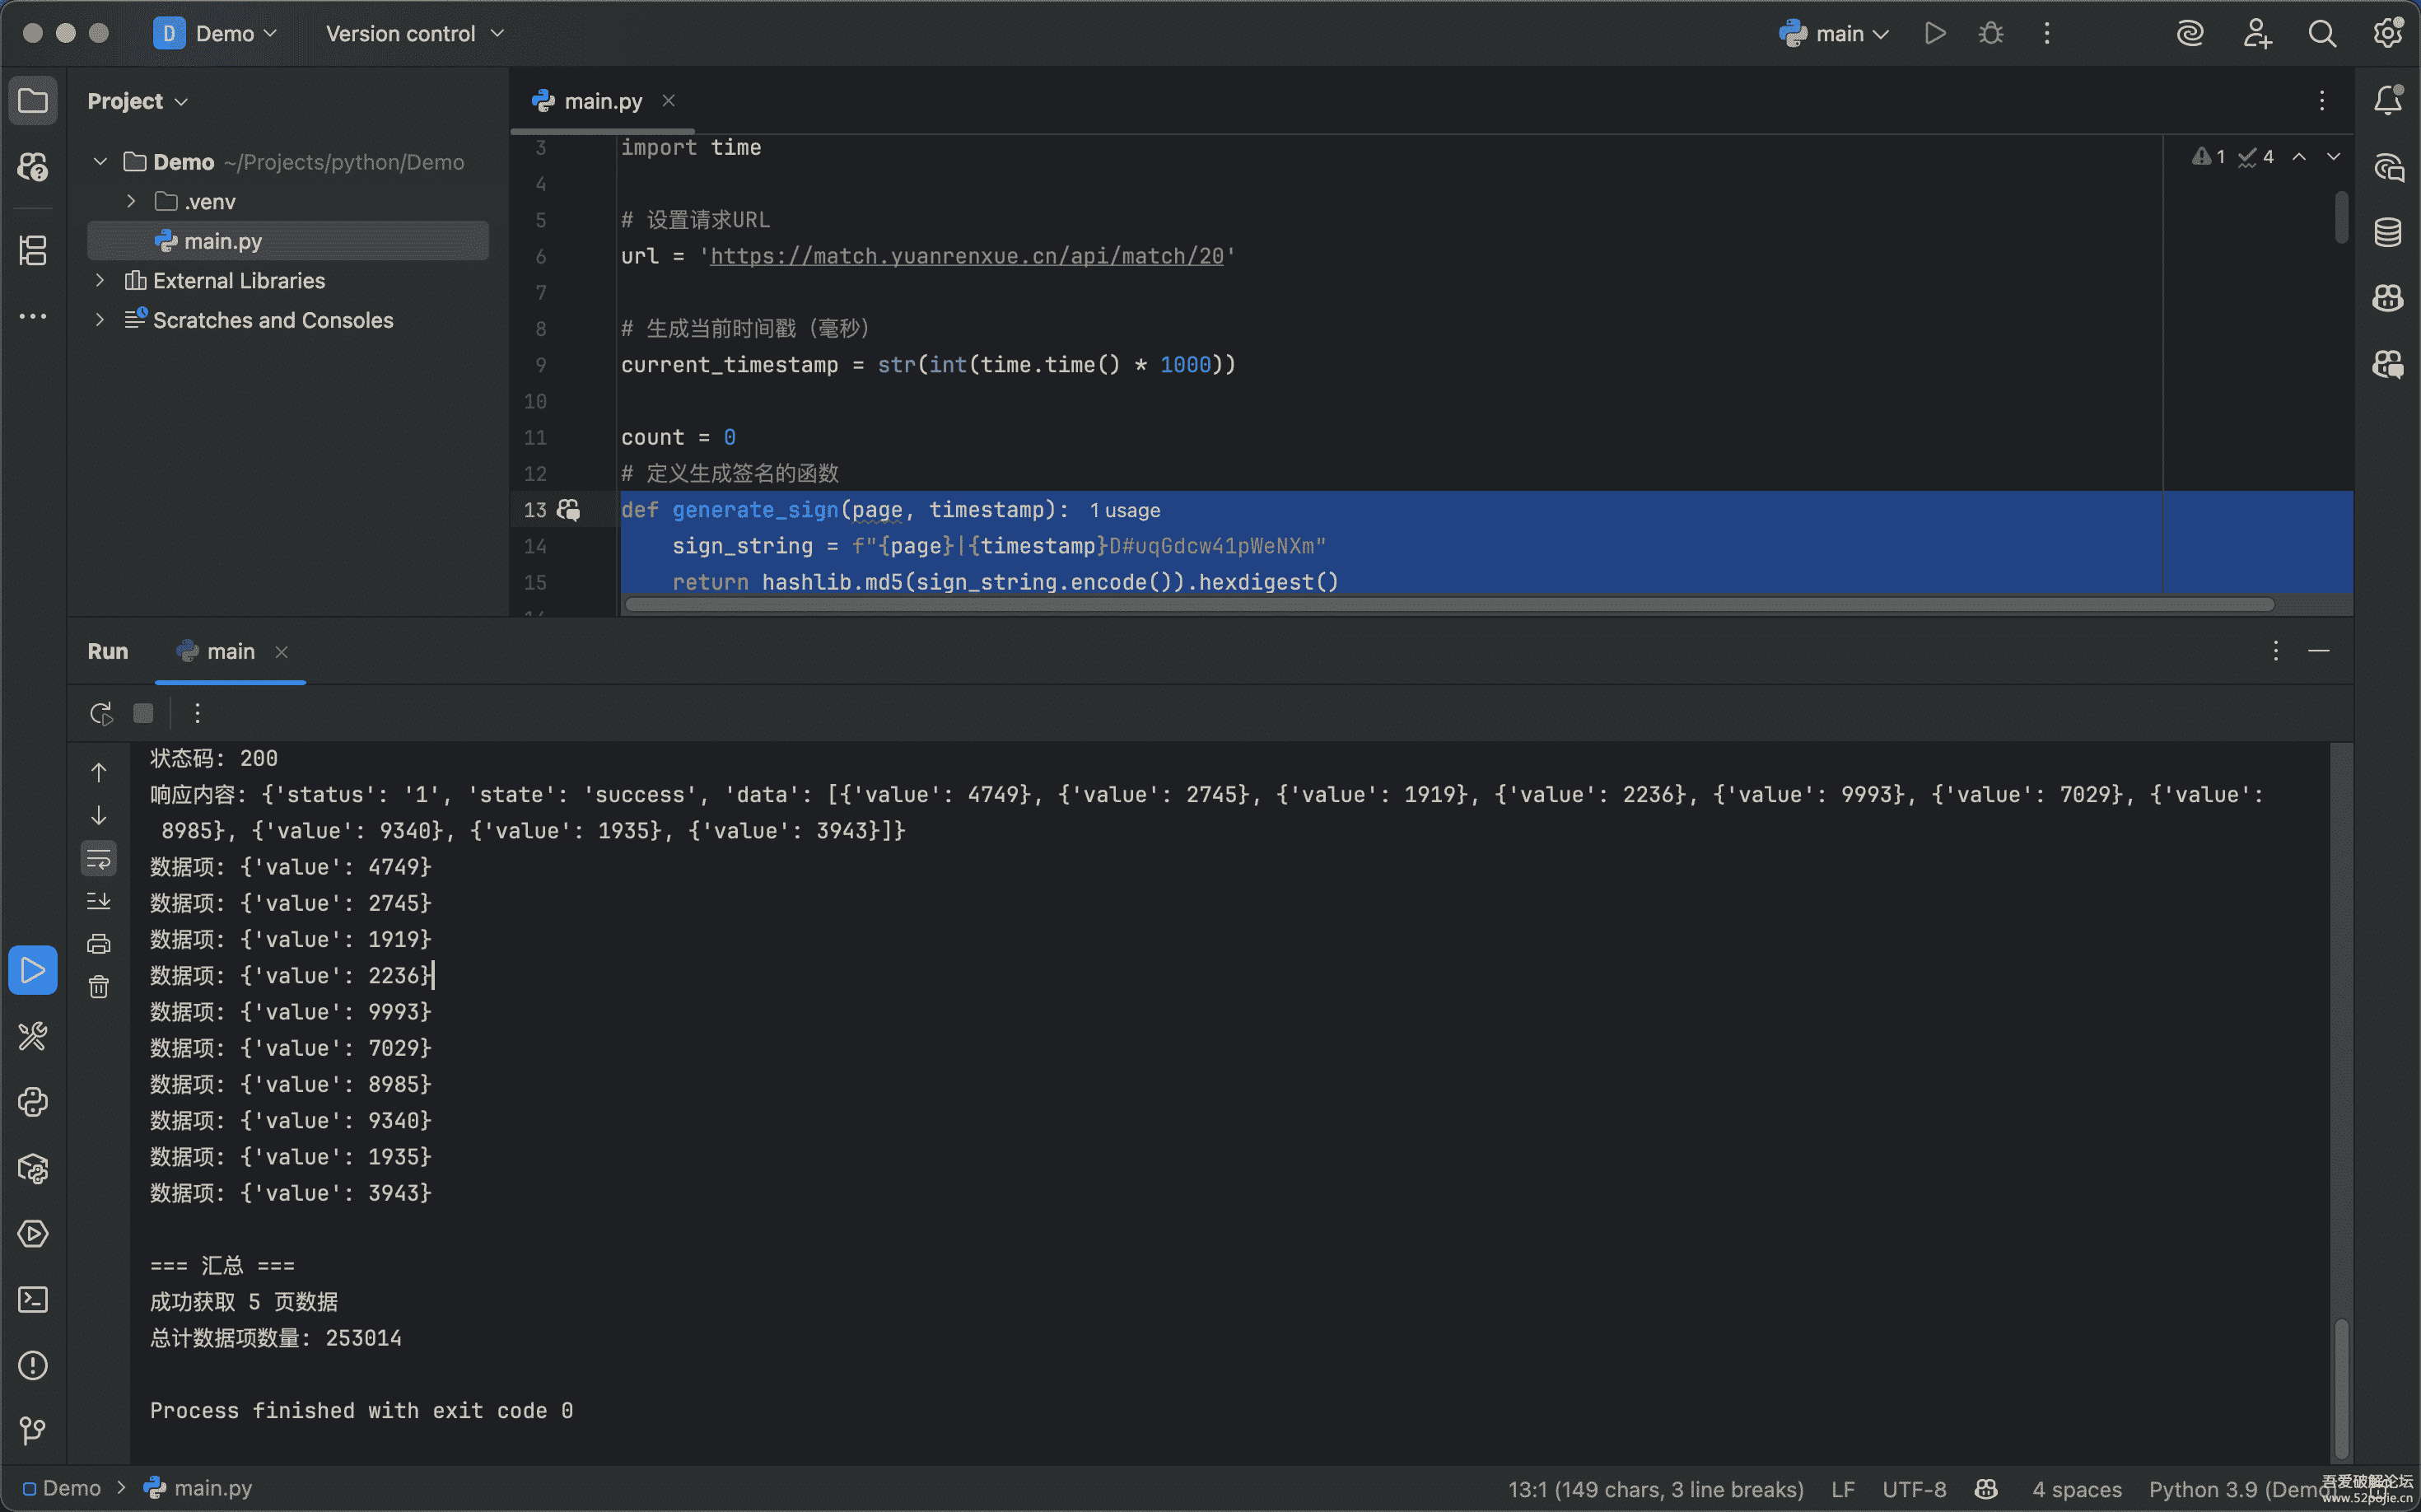 D Demo Version control main
Project
main.py
Demo ~/Projects/python/Demo
.venv
main.py
External Libraries
Scratches and Consoles
1 4
3 import time
4
5 # 设置请求URL
6 url = 'https://match.yuanrenxue.cn/api/match/20'
7
8 # 生成当前时间戳（毫秒）
9 current_timestamp = str(int(time.time() * 1000))
10
11 count = 0
12 # 定义生成签名的函数
13 def generate_sign(page, timestamp): 1 usage
14 sign_string = f"{page}|{timestamp}D#uqGdcw41pWeNXm"
15 return hashlib.md5(sign_string.encode()).hexdigest()
Run main
状态码: 200
响应内容: {'status': '1', 'state': 'success', 'data': [{'value': 4749}, {'value': 2745}, {'value': 1919}, {'value': 2236}, {'value': 9993}, {'value': 7029}, {'value':
8985}, {'value': 9340}, {'value': 1935}, {'value': 3943}]}
数据项: {'value': 4749}
数据项: {'value': 2745}
数据项: {'value': 1919}
数据项: {'value': 2236}
数据项: {'value': 9993}
数据项: {'value': 7029}
数据项: {'value': 8985}
数据项: {'value': 9340}
数据项: {'value': 1935}
数据项: {'value': 3943}
=== 汇总 ===
成功获取 5 页数据
总计数据项数量: 253014
Process finished with exit code 0
Demo main.py 13:1 (149 chars, 3 line breaks) LF UTF-8 4 spaces Python 3.9 (Demo)
吾爱破解论坛
www.52pojie.cn